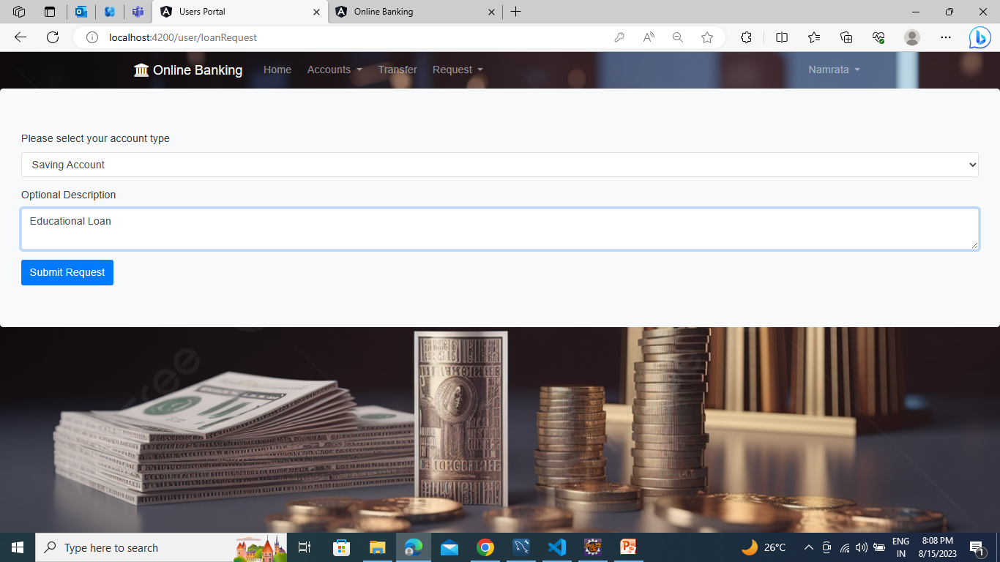 Users Portal
Online Banking
localhost:4200/user/loanRequest
Online Banking Home Accounts Transfer Request Namrata
Please select your account type
Saving Account
Optional Description
Educational Loan
Submit Request
free
Type here to search
26°C
ENG
IN
8:08 PM
8/15/2023
1